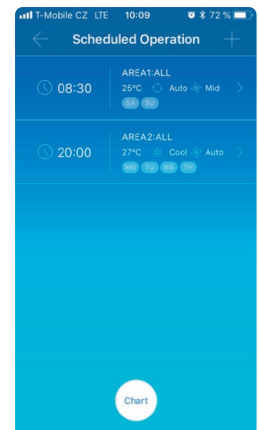 T-Mobile CZ LTE 10:09 72 %
Scheduled Operation
AREA1:ALL
08:30 25°C Auto Mid
SA SU
AREA2:ALL
20:00 27°C Cool Auto
MO TU WE TH
Chart